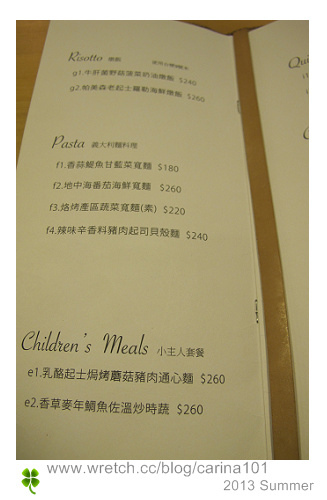 Risotto 燉飯
g1.牛肝菌野菇菠菜奶油燉飯 $240
g2.帕美森老起士羅勒海鮮燉飯 $260
Pasta 義大利麵料理
f1.香蒜鯷魚甘藍菜寬麵 $180
f2.地中海番茄海鮮寬麵 $260
f3.烙烤產區蔬菜寬麵(素) $220
f4.辣味辛香料豬肉起司貝殼麵 $240
Children's Meals 小主人套餐
e1.乳酪起士焗烤蘑菇豬肉通心麵 $260
e2.香草麥年鯛魚佐溫炒時蔬 $260
Qui
www.wretch.cc/blog/carina101
2013 Summer